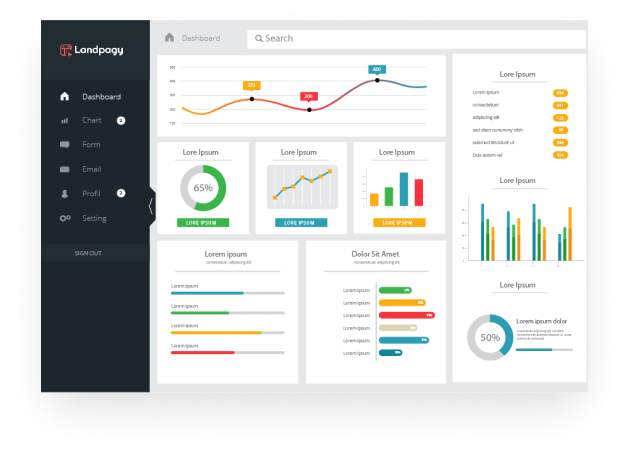 Landpagy
Dashboard
Search
Dashboard
Chart 2
Form
Email
Profil
Setting
SIGN OUT
500
400
300
200
100
270
200
400
Lore Ipsum
65%
LORE IPSUM
Lore Ipsum
LORE IPSUM
Lore Ipsum
LORE IPSUM
Lorem ipsum
consectetuer adipiscing elit
Lorem ipsum
Lorem ipsum
Lorem ipsum
Lorem ipsum
Dolor Sit Amet
consectetuer adipiscing elit
Lorem ipsum
Lorem ipsum
Lorem ipsum
Lorem ipsum
Lorem ipsum
Lorem ipsum
Lore Ipsum
Lorem ipsum
consectetuer
adipiscing elit
sed diam nonummy nibh
euismod tincidunt ut
Duis autem vel
Lore Ipsum
Lore Ipsum
50%
Lorem ipsum dolor